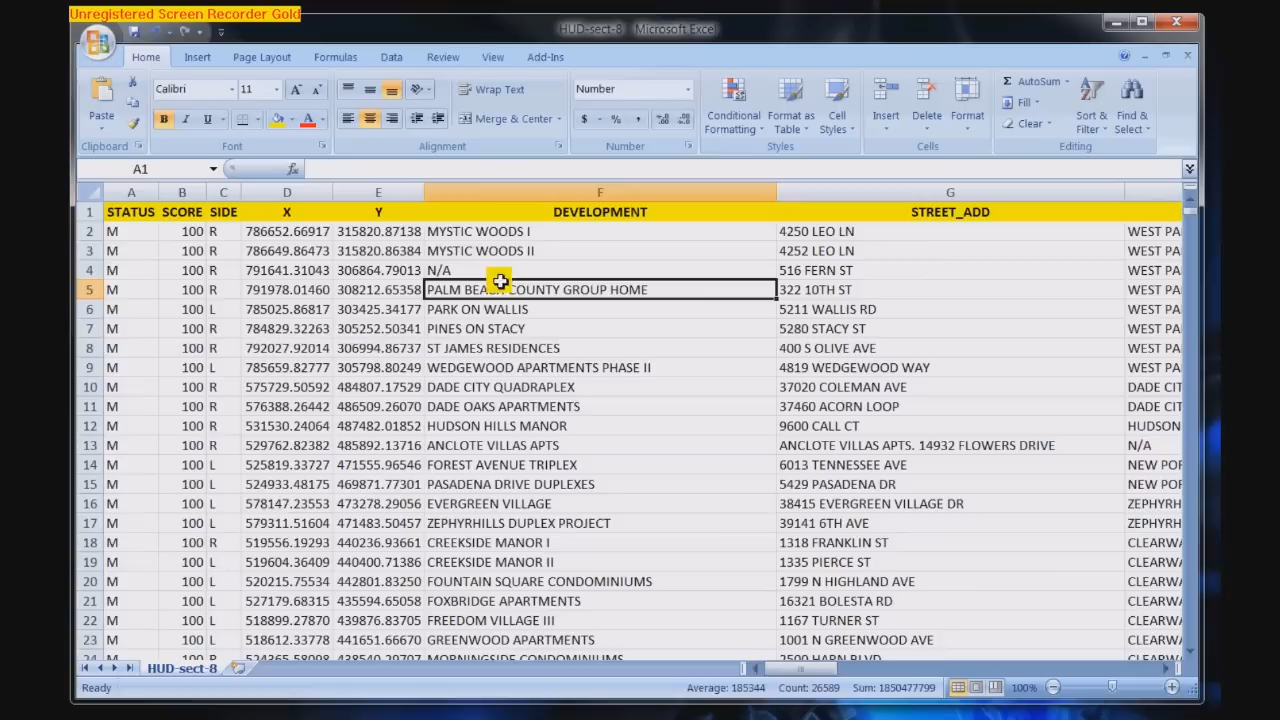 Unregistered Screen Recorder Gold
HUD-sect-8 Microsoft Excel
Home Insert Page Layout Formulas Data Review View Add-Ins
Paste
Clipboard
Calibri 11
B I U A
Font
Wrap Text
Merge & Center
Alignment
Number
$ % ,
Number
Conditional Formatting
Format as Table
Cell Styles
Styles
Insert
Delete
Format
Cells
AutoSum
Fill
Clear
Sort & Filter
Find & Select
Editing
A1 fx
A B C D E F G
1 STATUS SCORE SIDE X Y DEVELOPMENT STREET_ADD
2 M 100 R 786652.66917 315820.87138 MYSTIC WOODS I 4250 LEO LN WEST PA
3 M 100 R 786649.86473 315820.86384 MYSTIC WOODS II 4252 LEO LN WEST PA
4 M 100 R 791641.31043 306864.79013 N/A 516 FERN ST WEST PA
5 M 100 R 791978.01460 308212.65358 PALM BEACH COUNTY GROUP HOME 322 10TH ST WEST PA
6 M 100 L 785025.86817 303425.34177 PARK ON WALLIS 5211 WALLIS RD WEST PA
7 M 100 R 784829.32263 305252.50341 PINES ON STACY 5280 STACY ST WEST PA
8 M 100 R 792027.92014 306994.86737 ST JAMES RESIDENCES 400 S OLIVE AVE WEST PA
9 M 100 L 785659.82777 305798.80249 WEDGEWOOD APARTMENTS PHASE II 4819 WEDGEWOOD WAY WEST PA
10 M 100 R 575729.50592 484807.17529 DADE CITY QUADRAPLEX 37020 COLEMAN AVE DADE CIT
11 M 100 R 576388.26442 486509.26070 DADE OAKS APARTMENTS 37460 ACORN LOOP DADE CIT
12 M 100 R 531530.24064 487482.01852 HUDSON HILLS MANOR 9600 CALL CT HUDSON
13 M 100 R 529762.82382 485892.13716 ANCLOTE VILLAS APTS ANCLOTE VILLAS APTS. 14932 FLOWERS DRIVE N/A
14 M 100 L 525819.33727 471555.96546 FOREST AVENUE TRIPLEX 6013 TENNESSEE AVE NEW POR
15 M 100 L 524933.48175 469871.77301 PASADENA DRIVE DUPLEXES 5429 PASADENA DR NEW POR
16 M 100 L 578147.23553 473278.29056 EVERGREEN VILLAGE 38415 EVERGREEN VILLAGE DR ZEPHYRH
17 M 100 L 579311.51604 471483.50457 ZEPHYRHILLS DUPLEX PROJECT 39141 6TH AVE ZEPHYRH
18 M 100 R 519556.19293 440236.93661 CREEKSIDE MANOR I 1318 FRANKLIN ST CLEARWA
19 M 100 L 519604.36409 440400.71386 CREEKSIDE MANOR II 1335 PIERCE ST CLEARWA
20 M 100 L 520215.75534 442801.83250 FOUNTAIN SQUARE CONDOMINIUMS 1799 N HIGHLAND AVE CLEARWA
21 M 100 L 527179.68315 435594.65058 FOXBRIDGE APARTMENTS 16321 BOLESTA RD CLEARWA
22 M 100 L 518899.27870 439876.83705 FREEDOM VILLAGE III 1167 TURNER ST CLEARWA
23 M 100 L 518612.33778 441651.66670 GREENWOOD APARTMENTS 1001 N GREENWOOD AVE CLEARWA
24 M 100 R 524365.58098 438540.29707 MORNINGSIDE CONDOMINIUM 2500 HARN BLVD CLEARWA
HUD-sect-8
Ready Average: 185344 Count: 26589 Sum: 1850477799 100%